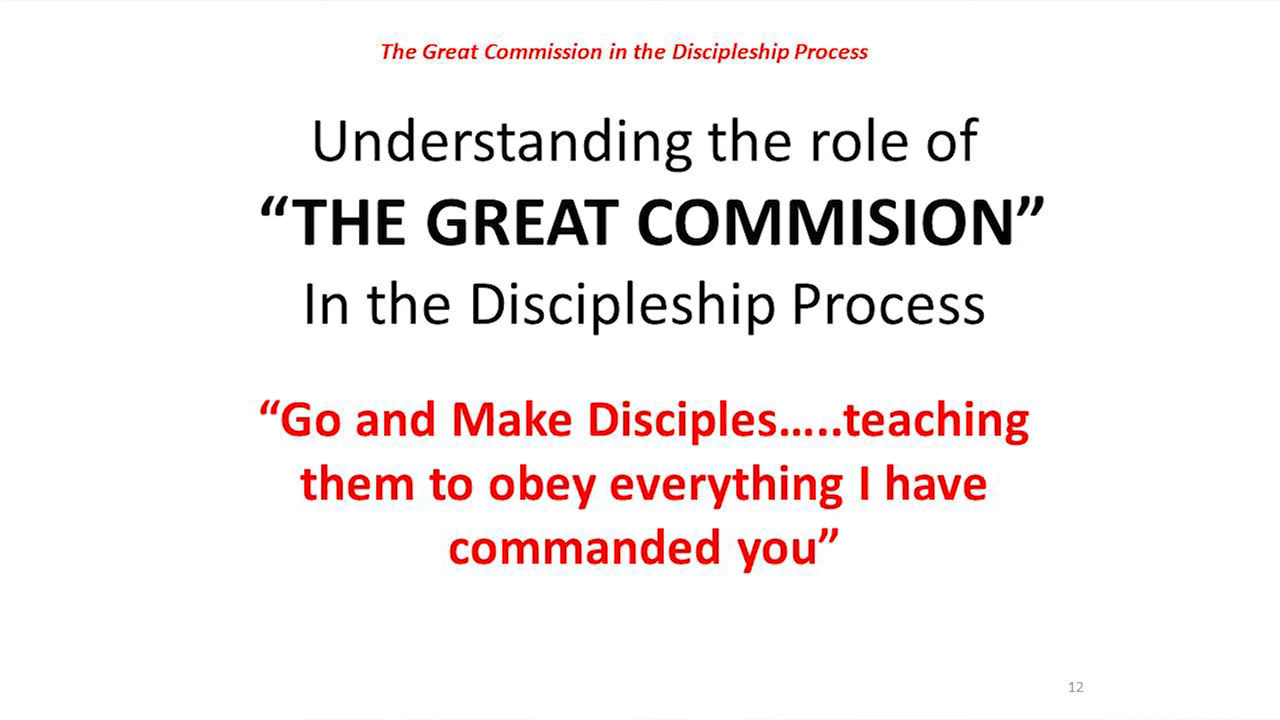 The Great Commission in the Discipleship Process
Understanding the role of
“THE GREAT COMMISION”
In the Discipleship Process
“Go and Make Disciples…..teaching
them to obey everything I have
commanded you”
12